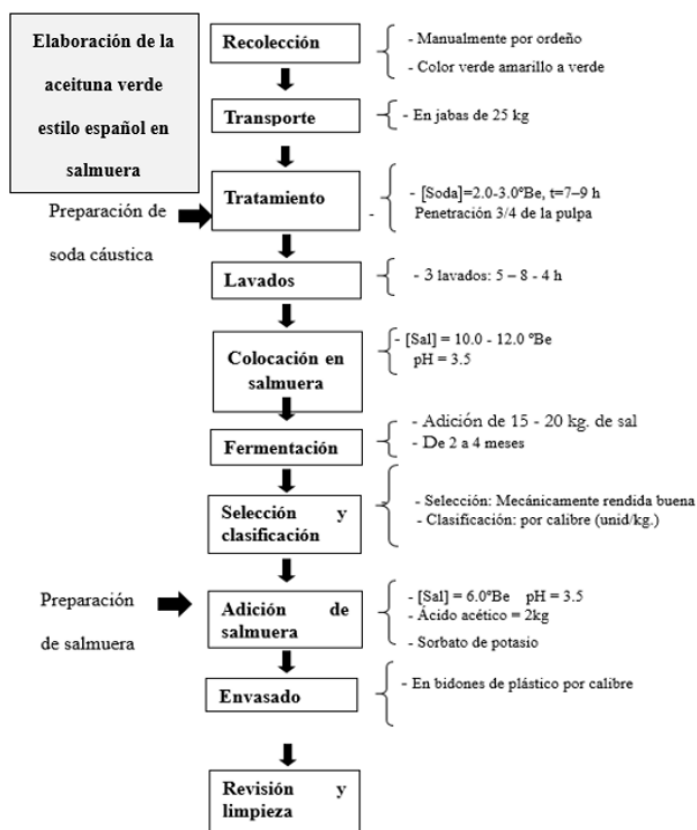 Elaboración de la
aceituna verde
estilo español en
salmuera
Recolección
- Manualmente por ordeño
- Color verde amarillo a verde
Transporte
- En jabas de 25 kg
Preparación de
soda cáustica
Tratamiento
-
- [Soda]=2.0-3.0ºBe, t=7–9 h
Penetración 3/4 de la pulpa
Lavados
- 3 lavados: 5 – 8 - 4 h
Colocación en
salmuera
- [Sal] = 10.0 - 12.0 ºBe
pH = 3.5
Fermentación
- Adición de 15 - 20 kg. de sal
- De 2 a 4 meses
Selección y
clasificación
- Selección: Mecánicamente rendida buena
- Clasificación: por calibre (unid/kg.)
Preparación
de salmuera
Adición de
salmuera
- [Sal] = 6.0ºBe pH = 3.5
- Ácido acético = 2kg
- Sorbato de potasio
Envasado
- En bidones de plástico por calibre
Revisión y
limpieza